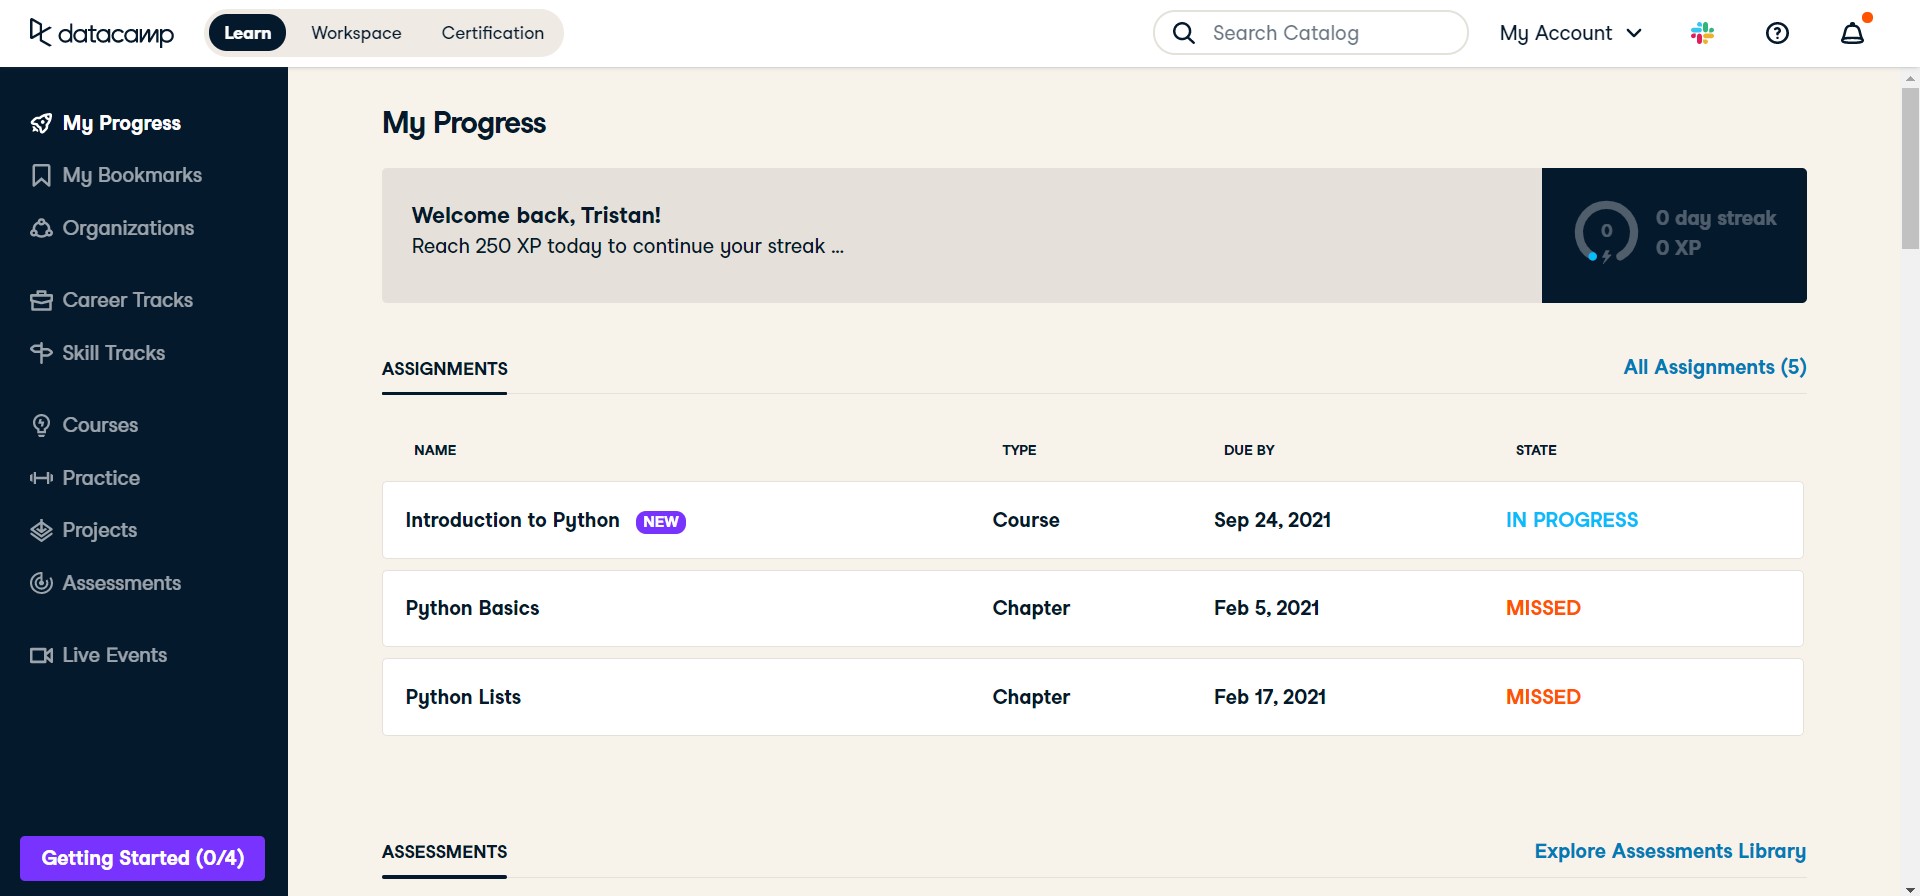 datacamp
Learn Workspace Certification
Search Catalog
My Account
My Progress
My Bookmarks
Organizations
Career Tracks
Skill Tracks
Courses
Practice
Projects
Assessments
Live Events
Getting Started (0/4)
My Progress
Welcome back, Tristan!
Reach 250 XP today to continue your streak ...
0
0 day streak
0 XP
ASSIGNMENTS All Assignments (5)
NAME TYPE DUE BY STATE
Introduction to Python NEW Course Sep 24, 2021 IN PROGRESS
Python Basics Chapter Feb 5, 2021 MISSED
Python Lists Chapter Feb 17, 2021 MISSED
ASSESSMENTS Explore Assessments Library